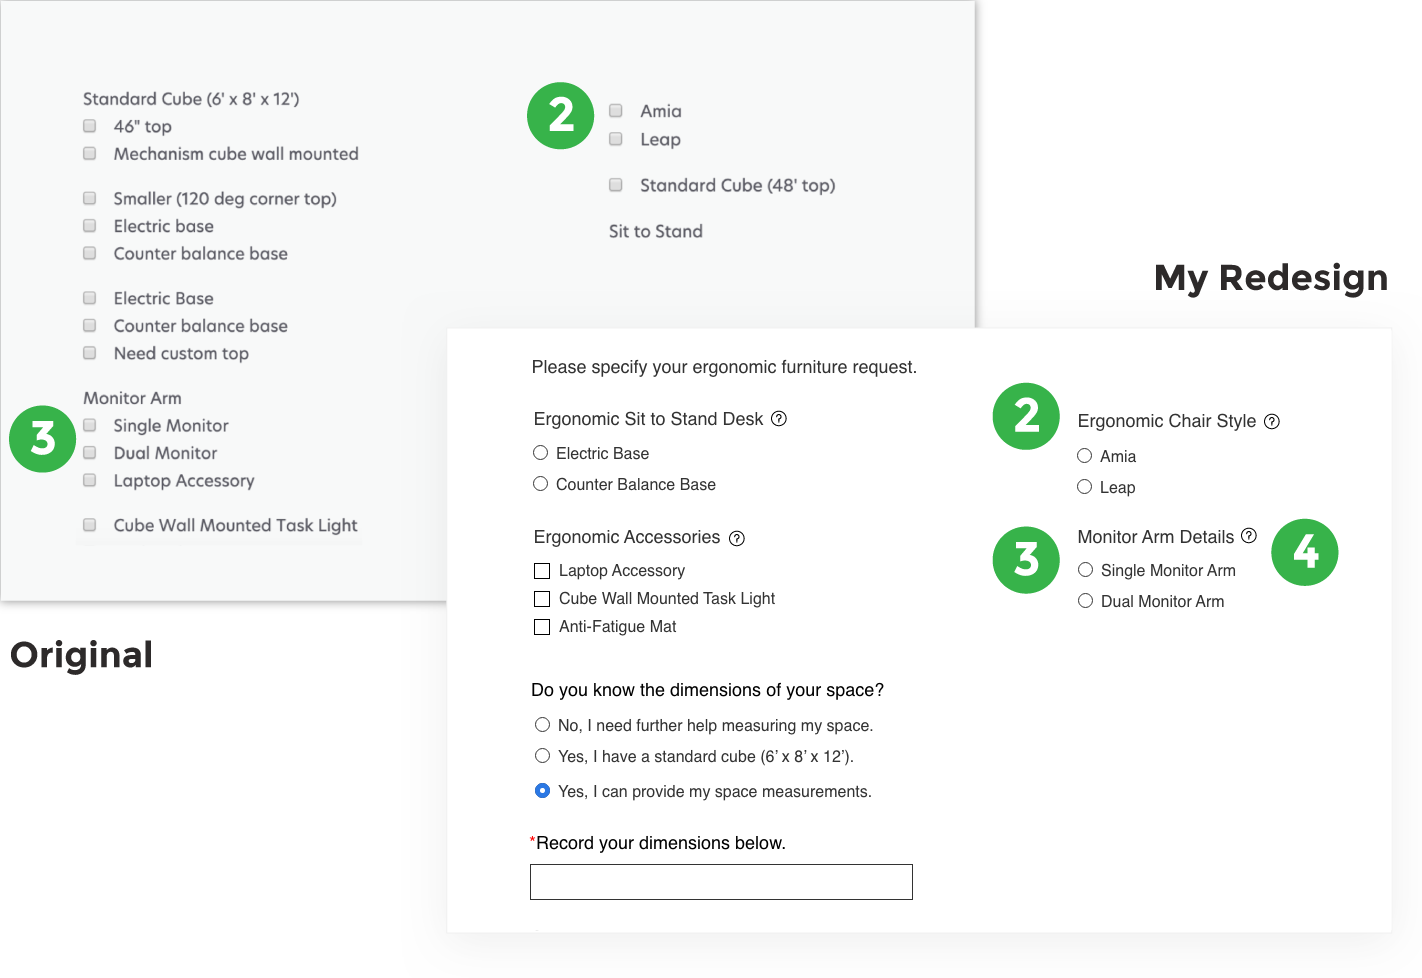 Standard Cube (6' x 8' x 12')
46" top
Mechanism cube wall mounted
Smaller (120 deg corner top)
Electric base
Counter balance base
Electric Base
Counter balance base
Need custom top
Monitor Arm
3
Single Monitor
Dual Monitor
Laptop Accessory
Cube Wall Mounted Task Light
2
Amia
Leap
Standard Cube (48' top)
Sit to Stand
Original
My Redesign
Please specify your ergonomic furniture request.
Ergonomic Sit to Stand Desk ?
Electric Base
Counter Balance Base
Ergonomic Accessories ?
Laptop Accessory
Cube Wall Mounted Task Light
Anti-Fatigue Mat
2
Ergonomic Chair Style ?
Amia
Leap
3
Monitor Arm Details ?
4
Single Monitor Arm
Dual Monitor Arm
Do you know the dimensions of your space?
No, I need further help measuring my space.
Yes, I have a standard cube (6’ x 8’ x 12’).
Yes, I can provide my space measurements.
*Record your dimensions below.